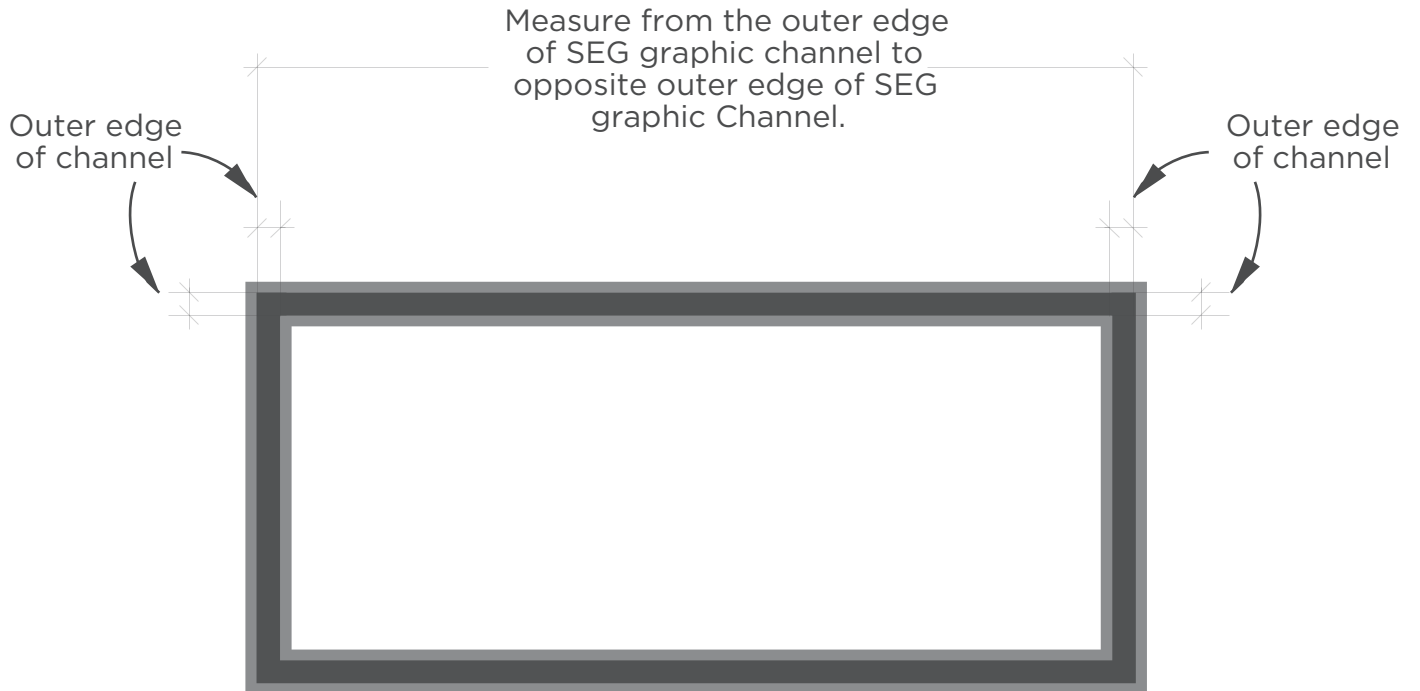 Measure from the outer edge
of SEG graphic channel to
opposite outer edge of SEG
graphic Channel.
Outer edge
of channel
Outer edge
of channel